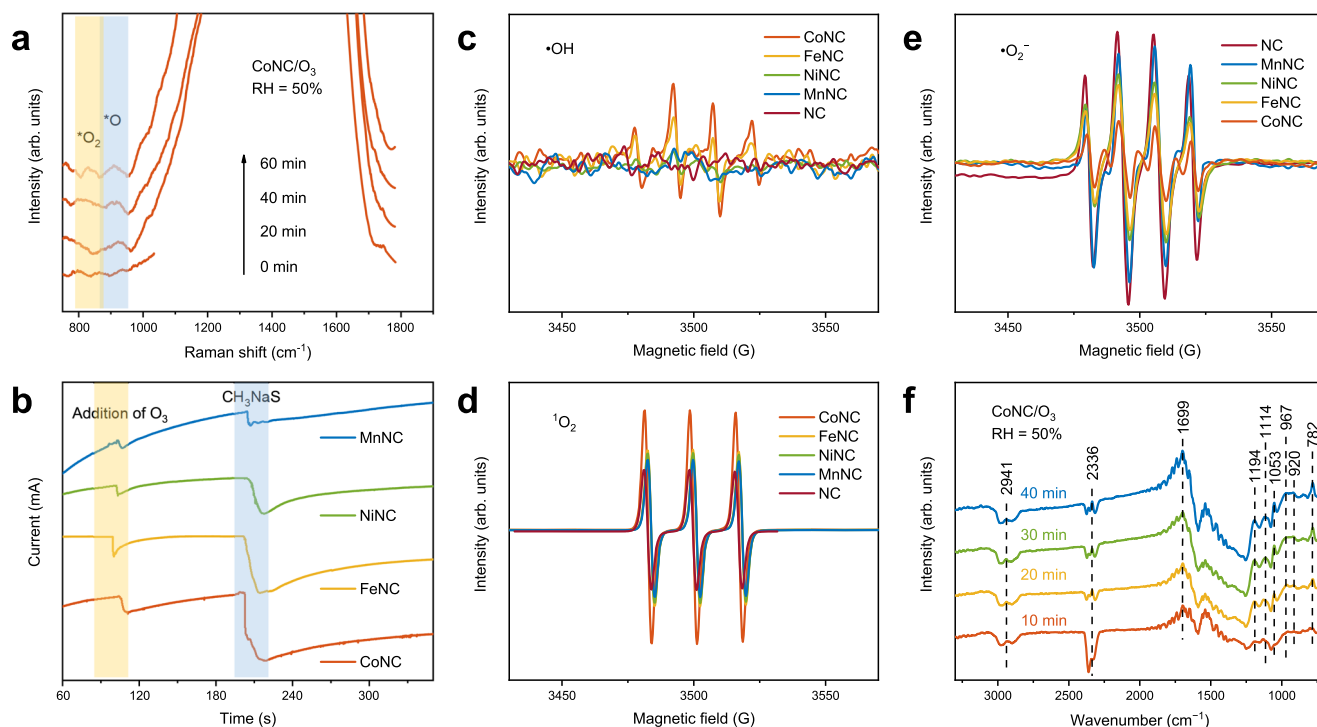 a
CoNC/O₃
RH = 50%
*O₂
*O
60 min
40 min
20 min
0 min
Intensity (arb. units)
800 1000 1200 1400 1600 1800
Raman shift (cm⁻¹)
b
Addition of O₃
CH₃NaS
MnNC
NiNC
FeNC
CoNC
Current (mA)
60 120 180 240 300
Time (s)
c
•OH
CoNC
FeNC
NiNC
MnNC
NC
Intensity (arb. units)
3450 3500 3550
Magnetic field (G)
d
¹O₂
CoNC
FeNC
NiNC
MnNC
NC
Intensity (arb. units)
3450 3500 3550
Magnetic field (G)
e
•O₂⁻
NC
MnNC
NiNC
FeNC
CoNC
Intensity (arb. units)
3450 3500 3550
Magnetic field (G)
f
CoNC/O₃
RH = 50%
2941
2336
1699
1194
1114
1053
967
920
782
40 min
30 min
20 min
10 min
Intensity (arb. units)
3000 2500 2000 1500 1000
Wavenumber (cm⁻¹)